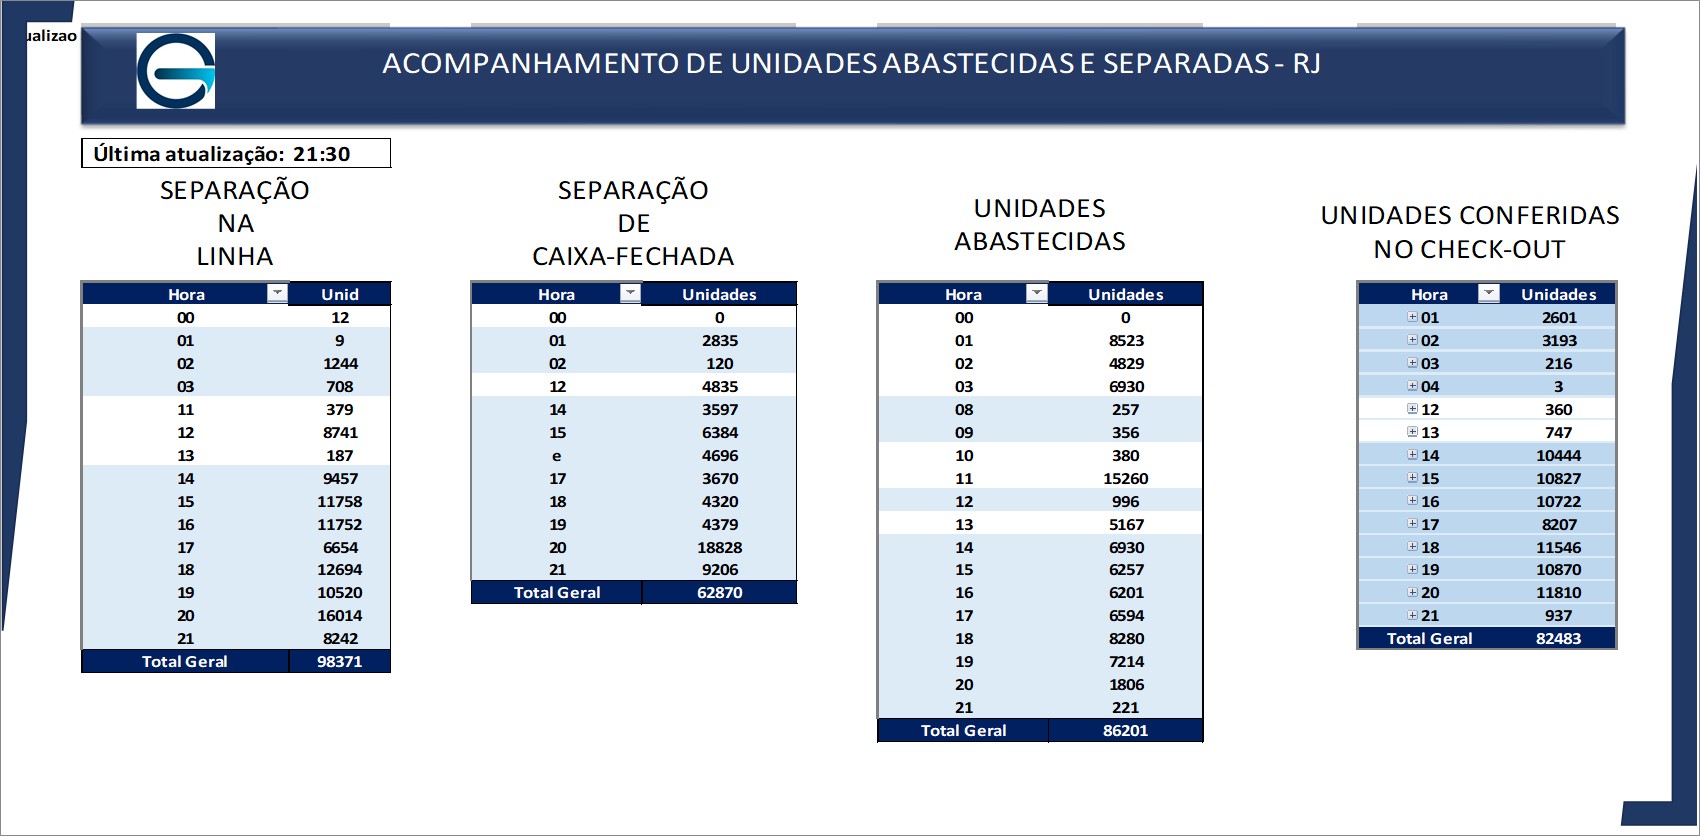 ualizao
ACOMPANHAMENTO DE UNIDADES ABASTECIDAS E SEPARADAS - RJ
Última atualização: 21:30
SEPARAÇÃO
NA
LINHA
Hora Unid
00 12
01 9
02 1244
03 708
11 379
12 8741
13 187
14 9457
15 11758
16 11752
17 6654
18 12694
19 10520
20 16014
21 8242
Total Geral 98371
SEPARAÇÃO
DE
CAIXA-FECHADA
Hora Unidades
00 0
01 2835
02 120
12 4835
14 3597
15 6384
e 4696
17 3670
18 4320
19 4379
20 18828
21 9206
Total Geral 62870
UNIDADES
ABASTECIDAS
Hora Unidades
00 0
01 8523
02 4829
03 6930
08 257
09 356
10 380
11 15260
12 996
13 5167
14 6930
15 6257
16 6201
17 6594
18 8280
19 7214
20 1806
21 221
Total Geral 86201
UNIDADES CONFERIDAS
NO CHECK-OUT
Hora Unidades
01 2601
02 3193
03 216
04 3
12 360
13 747
14 10444
15 10827
16 10722
17 8207
18 11546
19 10870
20 11810
21 937
Total Geral 82483